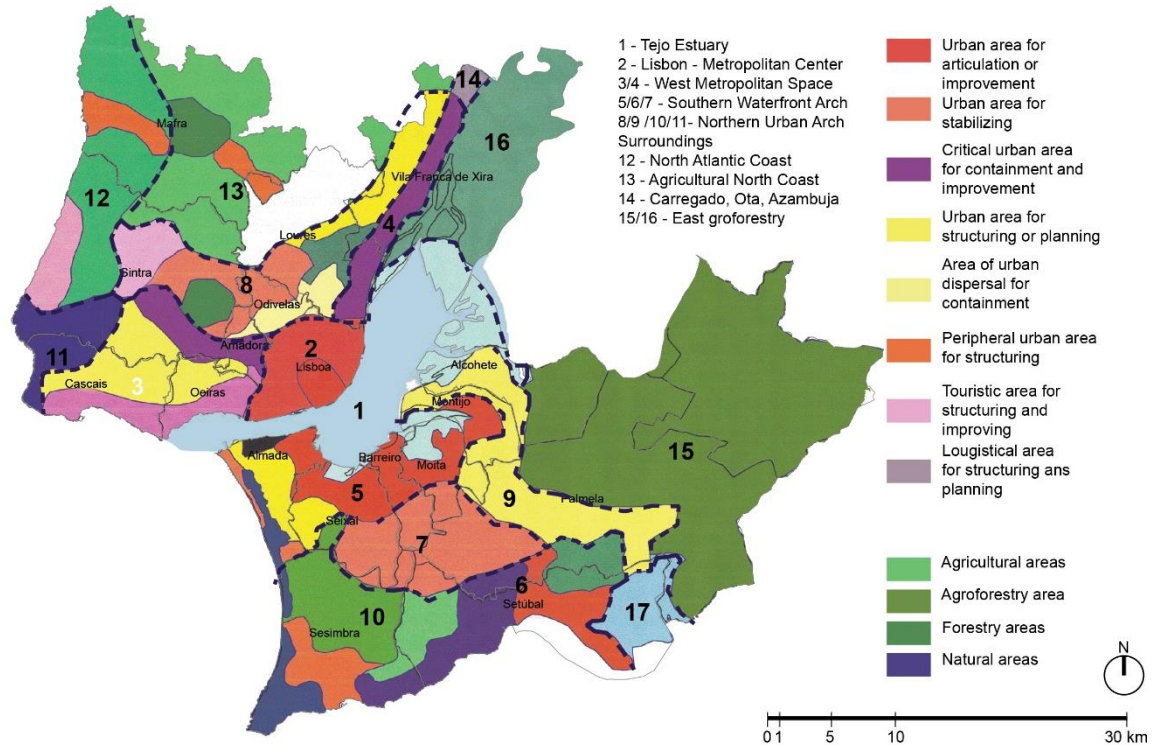 1 - Tejo Estuary
2 - Lisbon - Metropolitan Center
3/4 - West Metropolitan Space
5/6/7 - Southern Waterfront Arch
8/9 /10/11- Northern Urban Arch
Surroundings
12 - North Atlantic Coast
13 - Agricultural North Coast
14 - Carregado, Ota, Azambuja
15/16 - East groforestry
Urban area for
articulation or
improvement
Urban area for
stabilizing
Critical urban area
for containment and
improvement
Urban area for
structuring or planning
Area of urban
dispersal for
containment
Peripheral urban area
for structuring
Touristic area for
structuring and
improving
Lougistical area
for structuring ans
planning
Agricultural areas
Agroforestry area
Forestry areas
Natural areas
14
16
Mafra
Vila Franca de Xira
12
13
4
Loures
Sintra
8
Odivelas
Amadora
2
11
Lisboa
Alcohete
Cascais
3
Oeiras
1
Montijo
Almada
Barreiro
Moita
15
5
9
Palmela
Seixal
7
6
Setúbal
10
17
Sesimbra
N
0 1 5 10 30 km